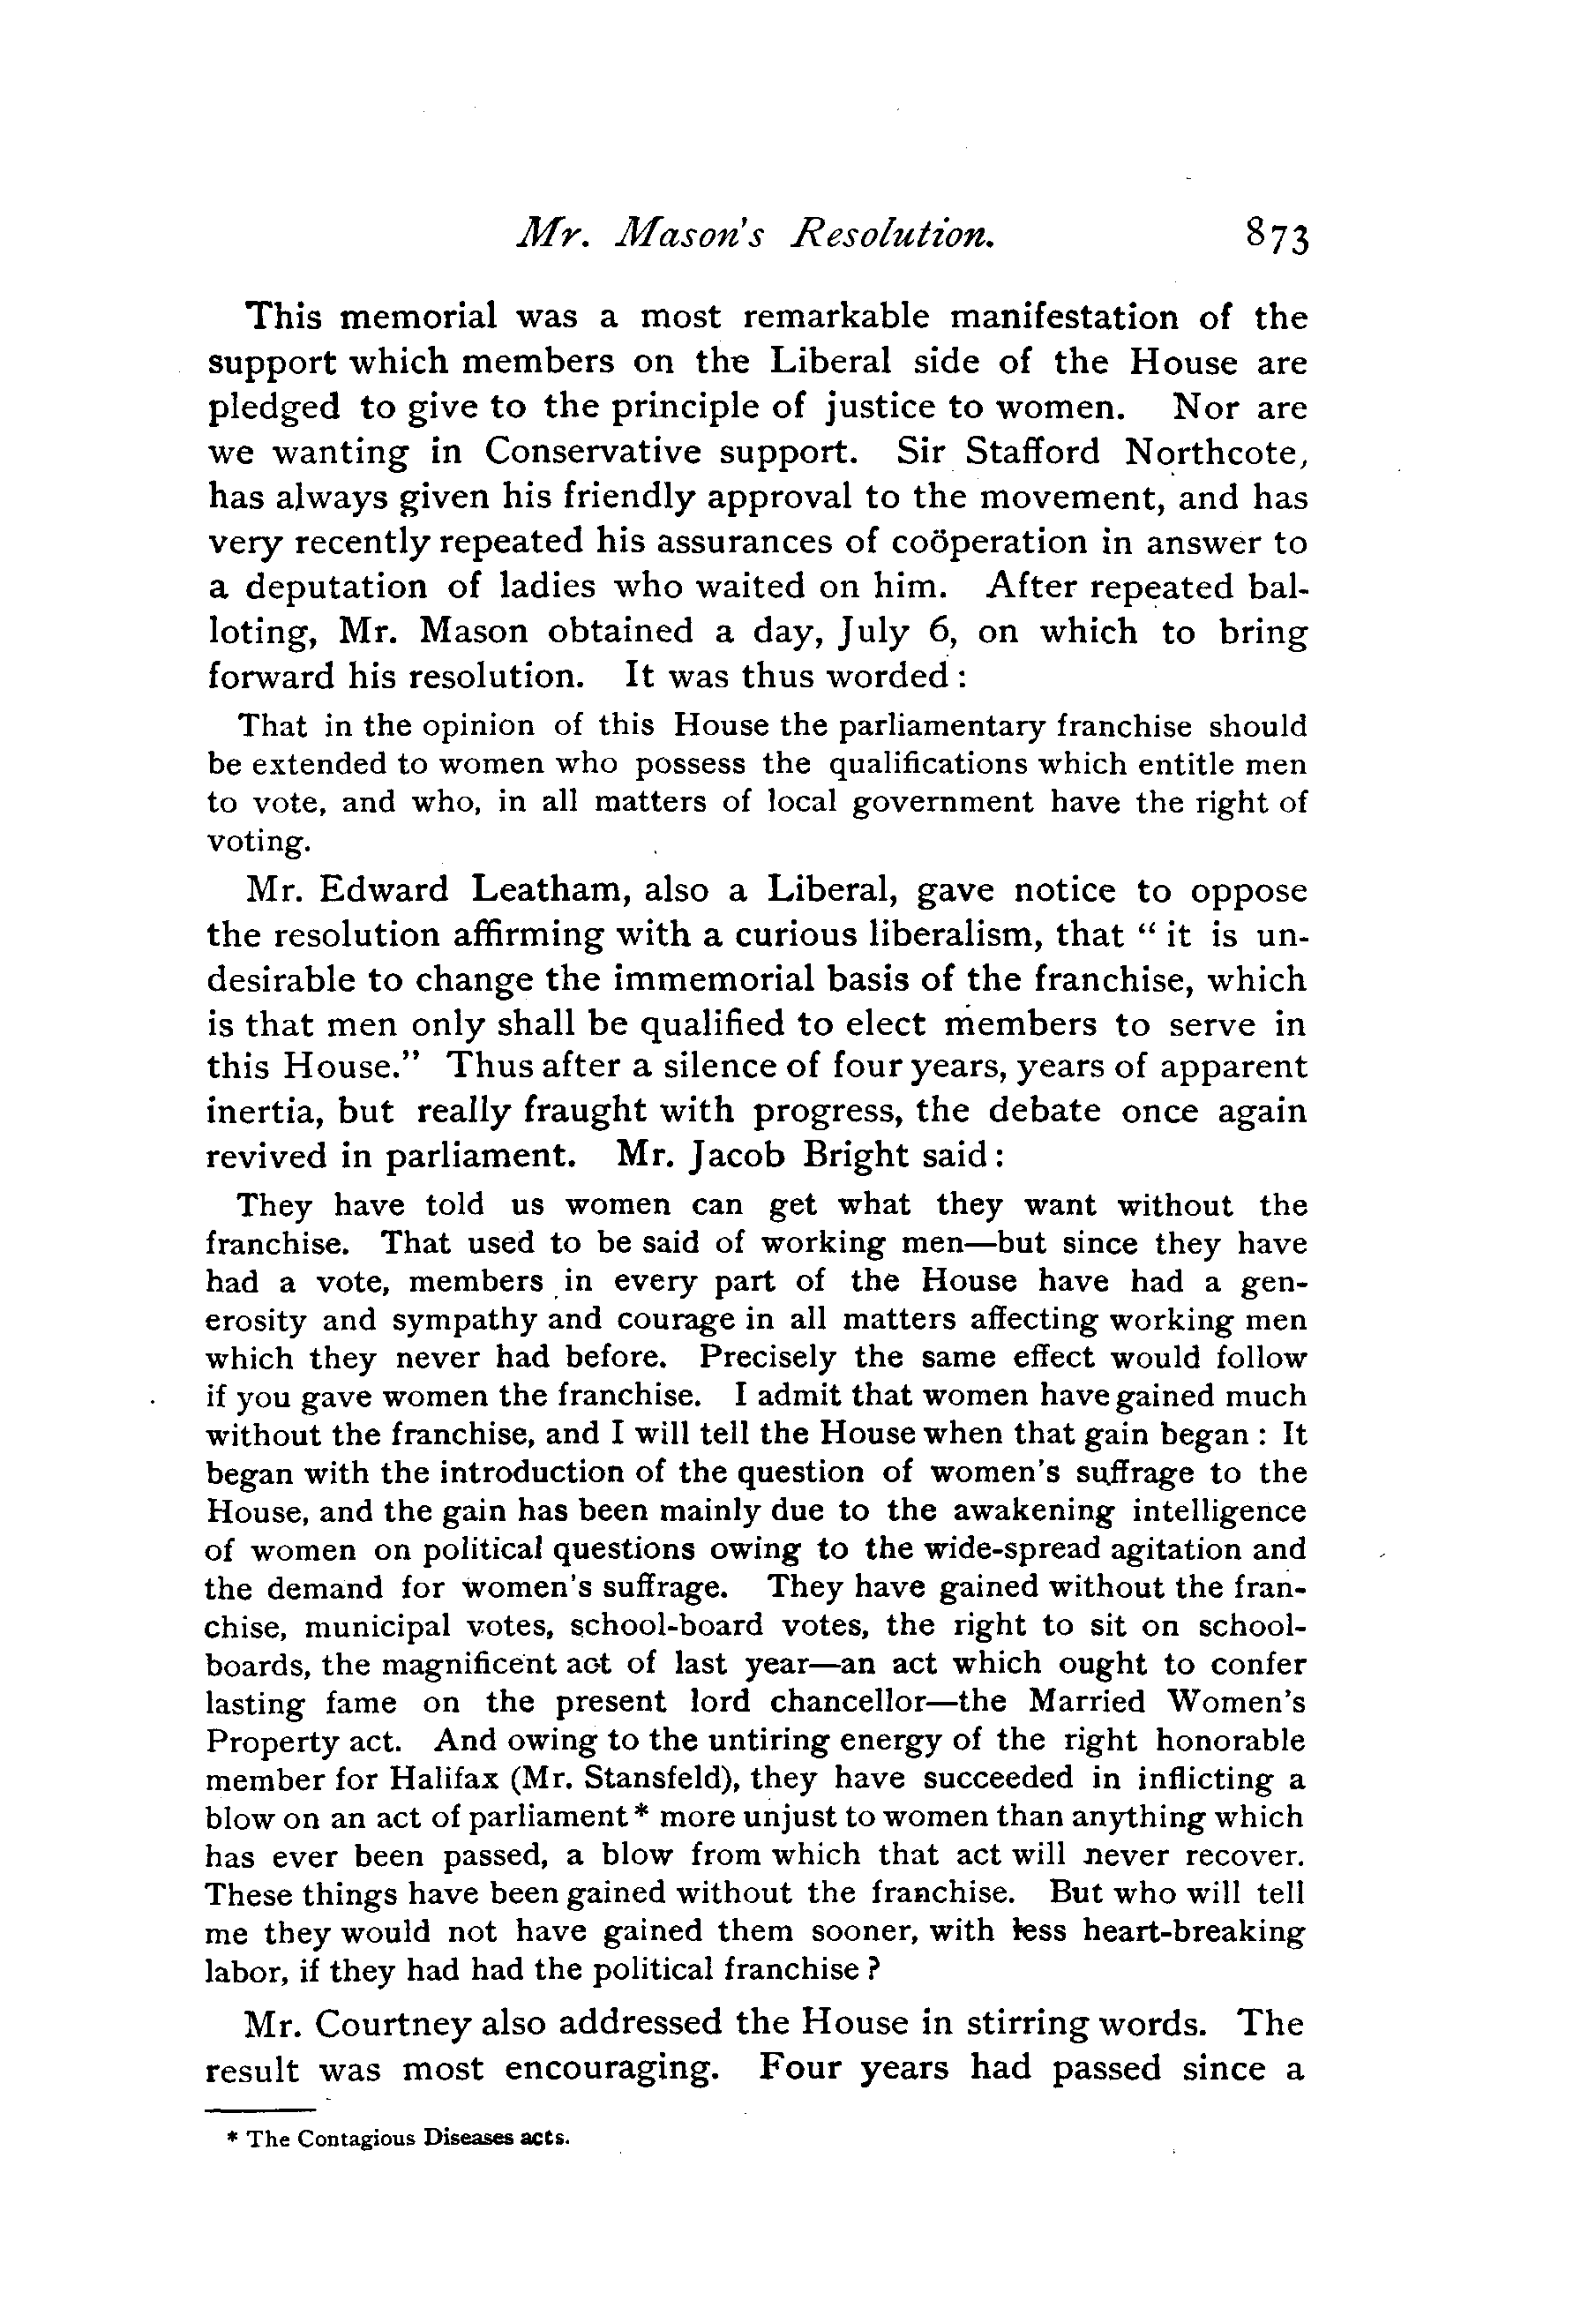 Mr. Mason's Resolution. 873
This memorial was a most remarkable manifestation of the
support which members on the Liberal side of the House are
pledged to give to the principle of justice to women. Nor are
we wanting in Conservative support. Sir Stafford Northcote,
has always given his friendly approval to the movement, and has
very recently repeated his assurances of coöperation in answer to
a deputation of ladies who waited on him. After repeated bal-
loting, Mr. Mason obtained a day, July 6, on which to bring
forward his resolution. It was thus worded :
That in the opinion of this House the parliamentary franchise should
be extended to women who possess the qualifications which entitle men
to vote, and who, in all matters of local government have the right of
voting.
Mr. Edward Leatham, also a Liberal, gave notice to oppose
the resolution affirming with a curious liberalism, that " it is un-
desirable to change the immemorial basis of the franchise, which
is that men only shall be qualified to elect members to serve in
this House." Thus after a silence of four years, years of apparent
inertia, but really fraught with progress, the debate once again
revived in parliament. Mr. Jacob Bright said :
They have told us women can get what they want without the
franchise. That used to be said of working men—but since they have
had a vote, members in every part of the House have had a gen-
erosity and sympathy and courage in all matters affecting working men
which they never had before. Precisely the same effect would follow
if you gave women the franchise. I admit that women have gained much
without the franchise, and I will tell the House when that gain began : It
began with the introduction of the question of women's suffrage to the
House, and the gain has been mainly due to the awakening intelligence
of women on political questions owing to the wide-spread agitation and
the demand for women's suffrage. They have gained without the fran-
chise, municipal votes, school-board votes, the right to sit on school-
boards, the magnificent act of last year—an act which ought to confer
lasting fame on the present lord chancellor—the Married Women's
Property act. And owing to the untiring energy of the right honorable
member for Halifax (Mr. Stansfeld), they have succeeded in inflicting a
blow on an act of parliament * more unjust to women than anything which
has ever been passed, a blow from which that act will never recover.
These things have been gained without the franchise. But who will tell
me they would not have gained them sooner, with less heart-breaking
labor, if they had had the political franchise ?
Mr. Courtney also addressed the House in stirring words. The
result was most encouraging. Four years had passed since a
* The Contagious Diseases acts.